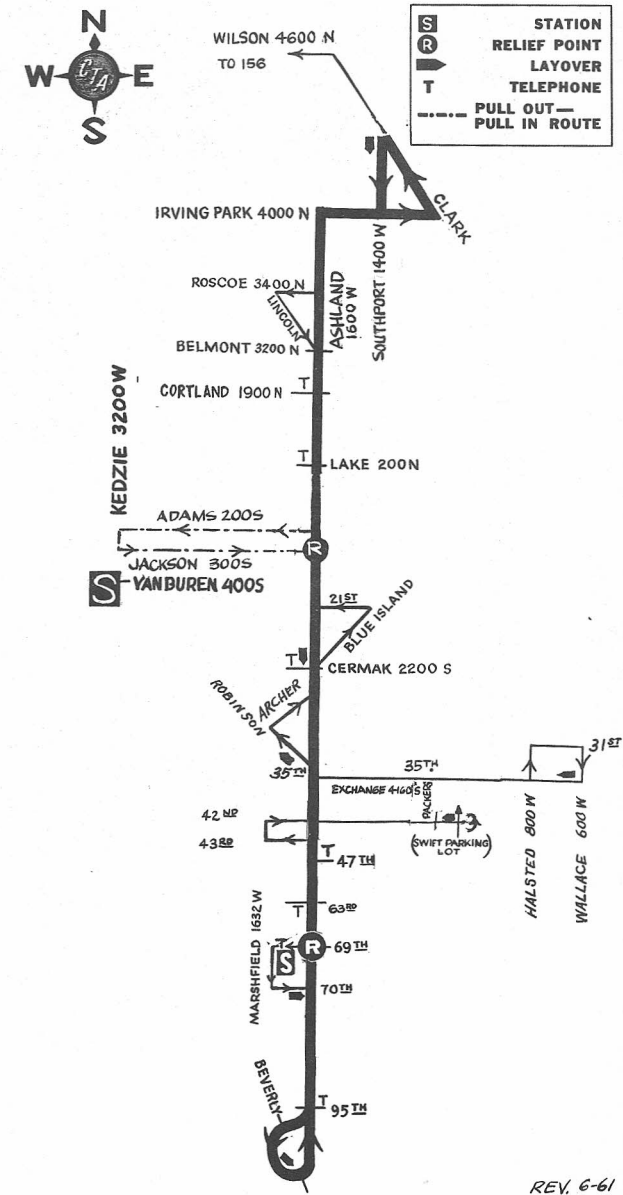 N
W CTA E
S
S STATION
R RELIEF POINT
LAYOVER
T TELEPHONE
PULL OUT—
PULL IN ROUTE
WILSON 4600 N
TO 156
CLARK
IRVING PARK 4000 N
SOUTHPORT 1400 W
ROSCOE 3400 N
LINCOLN
ASHLAND
1600 W
BELMONT 3200 N
T
CORTLAND 1900 N
KEDZIE 3200W
T
LAKE 200N
ADAMS 200S
R
JACKSON 300S
S VAN BUREN 400S
21ST
BLUE ISLAND
T
CERMAK 2200 S
ROBINSON
ARCHER
35TH
35TH
31ST
EXCHANGE 4160 S
PACKERS
HALSTED 800 W
WALLACE 600 W
42ND
43RD
(SWIFT PARKING
LOT)
T
47TH
T
63RD
MARSHFIELD 1632 W
T
R
69TH
S
70TH
BEVERLY
T
95TH
REV. 6-61